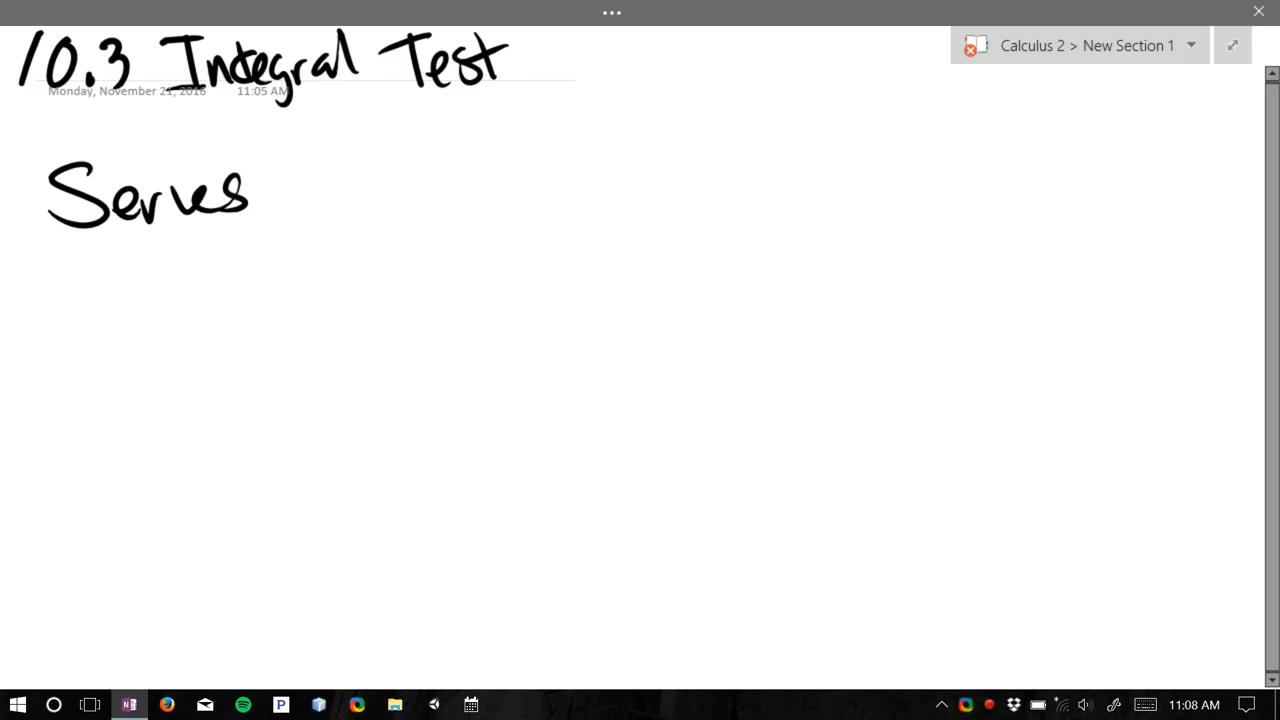 10.3 Integral Test
Calculus 2 > New Section 1
Monday, November 21, 2016 11:05 AM
Series
11:08 AM